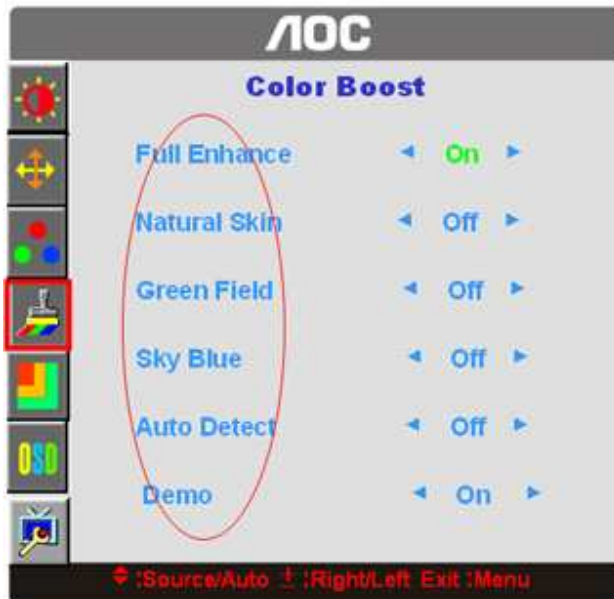 AOC
Color Boost
Full Enhance On
Natural Skin Off
Green Field Off
Sky Blue Off
Auto Detect Off
OSD
Demo On
:Source/Auto :Right/Left Exit :Menu